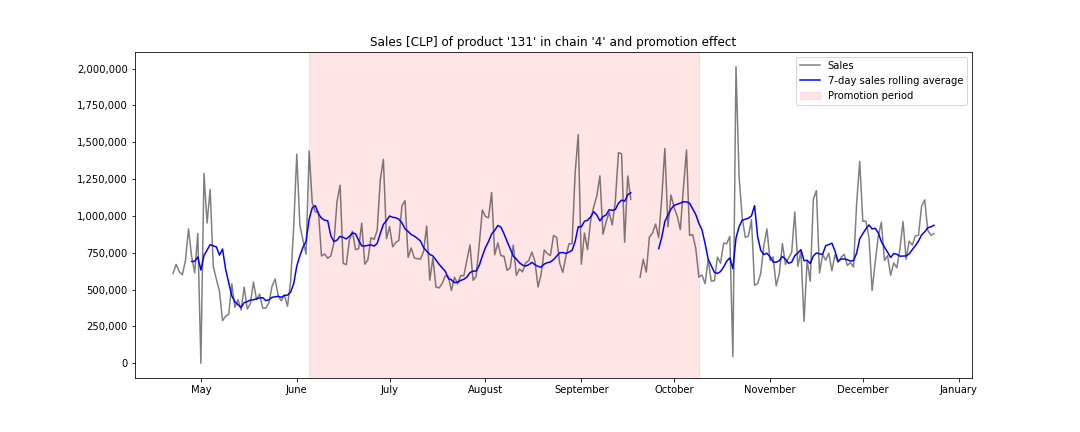 Sales [CLP] of product '131' in chain '4' and promotion effect
Sales
7-day sales rolling average
Promotion period
2,000,000
1,750,000
1,500,000
1,250,000
1,000,000
750,000
500,000
250,000
0
May June July August September October November December January